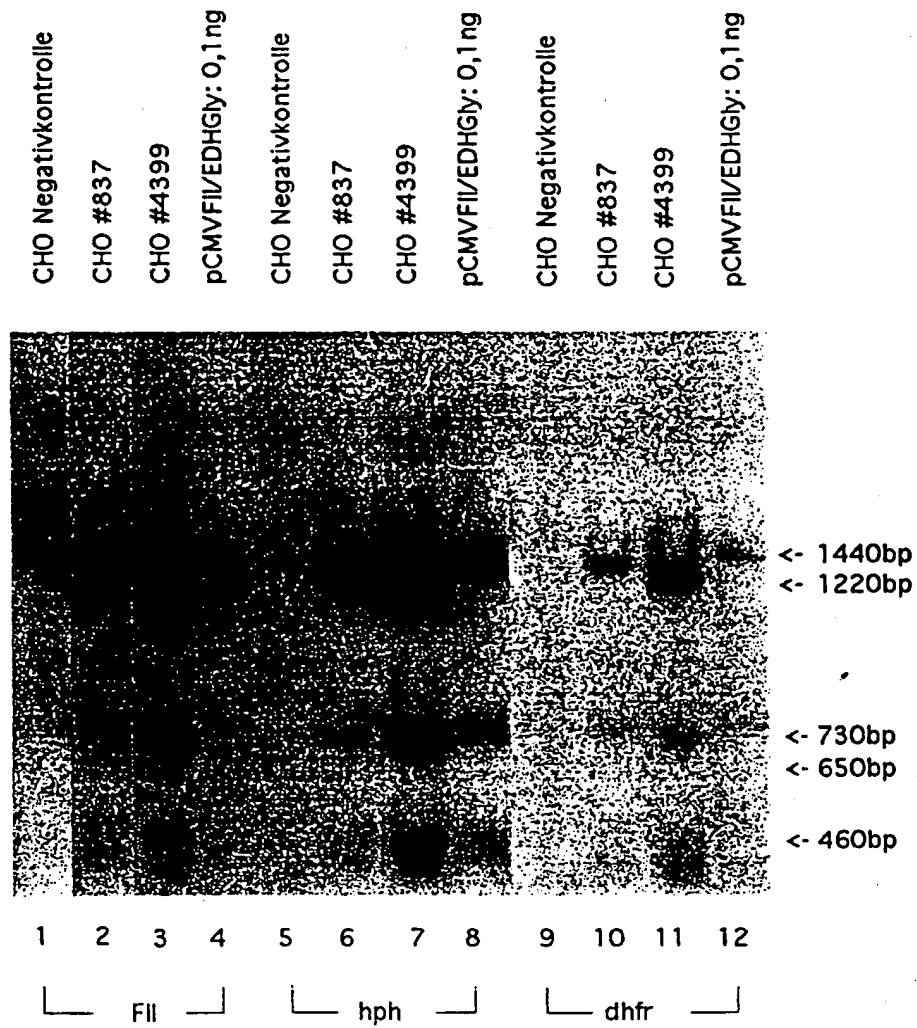 CHO Negativkontrolle
CHO #837
CHO #4399
pCMVFII/EDHGly: 0,1ng
CHO Negativkontrolle
CHO #837
CHO #4399
pCMVFII/EDHGly: 0,1ng
CHO Negativkontrolle
CHO #837
CHO #4399
pCMVFII/EDHGly: 0,1ng
<- 1440bp
<- 1220bp
<- 730bp
<- 650bp
<- 460bp
1 2 3 4 5 6 7 8 9 10 11 12
FII hph dhfr